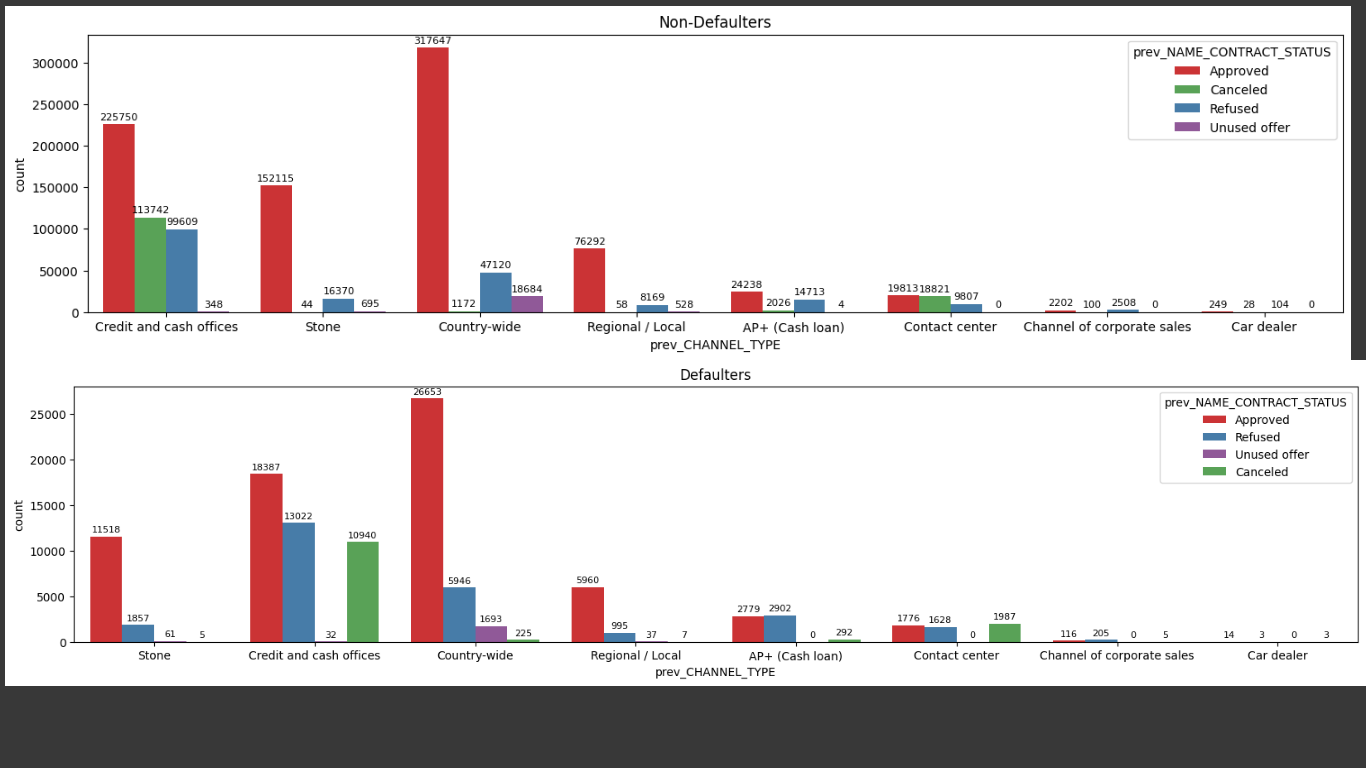 Non-Defaulters
prev_NAME_CONTRACT_STATUS
Approved
Canceled
Refused
Unused offer
count
300000
250000
200000
150000
100000
50000
0
225750 113742 99609 348
152115 44 16370 695
317647 1172 47120 18684
76292 58 8169 528
24238 2026 14713 4
19813 18821 9807 0
2202 100 2508 0
249 28 104 0
Credit and cash offices Stone Country-wide Regional / Local AP+ (Cash loan) Contact center Channel of corporate sales Car dealer
prev_CHANNEL_TYPE
Defaulters
prev_NAME_CONTRACT_STATUS
Approved
Refused
Unused offer
Canceled
count
25000
20000
15000
10000
5000
0
11518 1857 61 5
18387 13022 32 10940
26653 5946 1693 225
5960 995 37 7
2779 2902 0 292
1776 1628 0 1987
116 205 0 5
14 3 0 3
Stone Credit and cash offices Country-wide Regional / Local AP+ (Cash loan) Contact center Channel of corporate sales Car dealer
prev_CHANNEL_TYPE